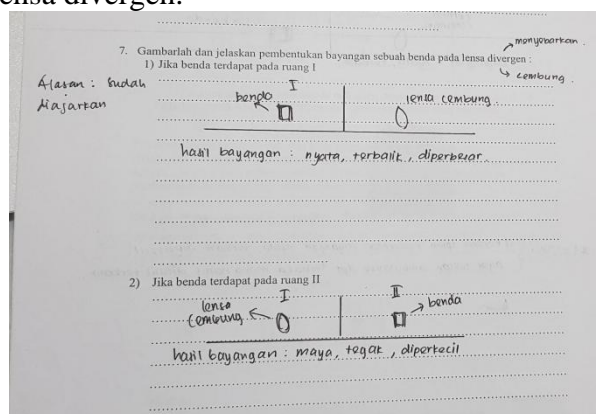 lensa divergen.
menyebarkan.
7. Gambarlah dan jelaskan pembentukan bayangan sebuah benda pada lensa divergen :
cembung.
1) Jika benda terdapat pada ruang I
Alasan : Sudah
diajarkan
I
benda
lensa cembung.
hasil bayangan : nyata, terbalik, diperbesar.
2) Jika benda terdapat pada ruang II
I
II
lensa
cembung
benda
hasil bayangan : maya, tegak, diperkecil